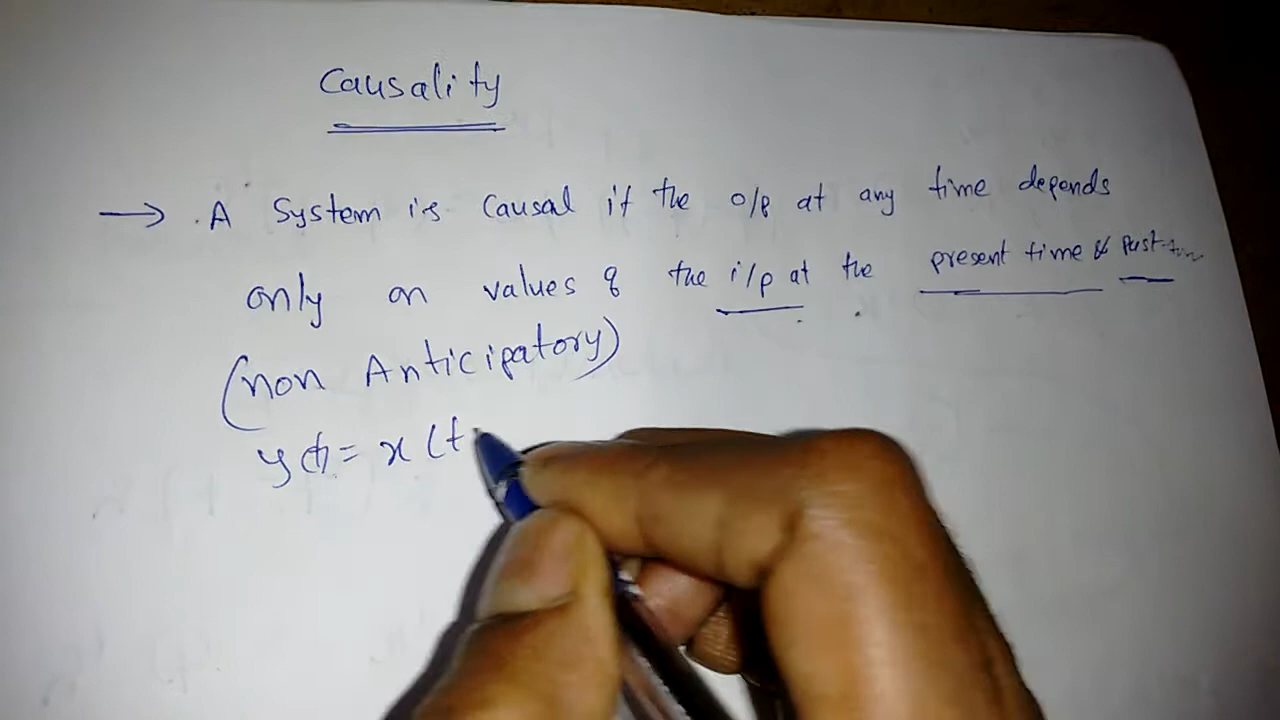 Causality
→ A System is Causal if the o/p at any time depends
only on values of the i/p at the present time & past time
(non Anticipatory)
y(t) = x(t